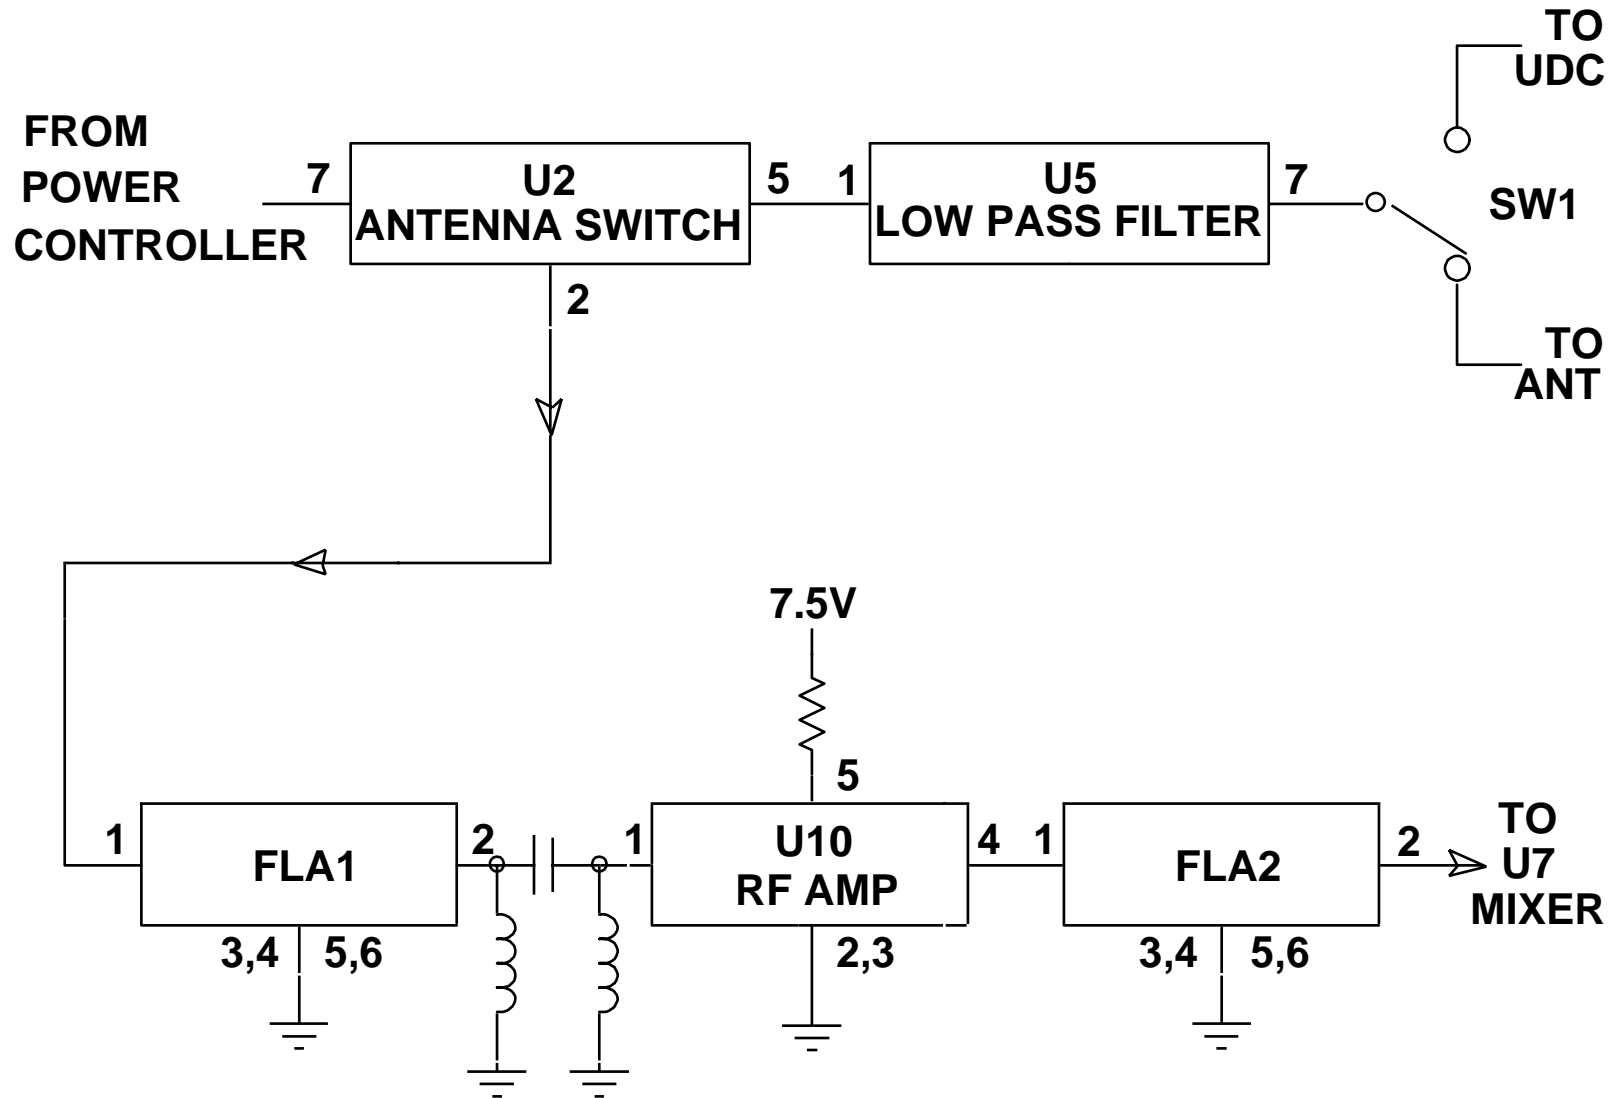 TO
UDC
FROM
POWER
CONTROLLER
7
U2
ANTENNA SWITCH
5
1
U5
LOW PASS FILTER
7
SW1
2
TO
ANT
7.5V
5
1
FLA1
2
3,4
5,6
1
U10
RF AMP
4
2,3
1
FLA2
2
3,4
5,6
TO
U7
MIXER